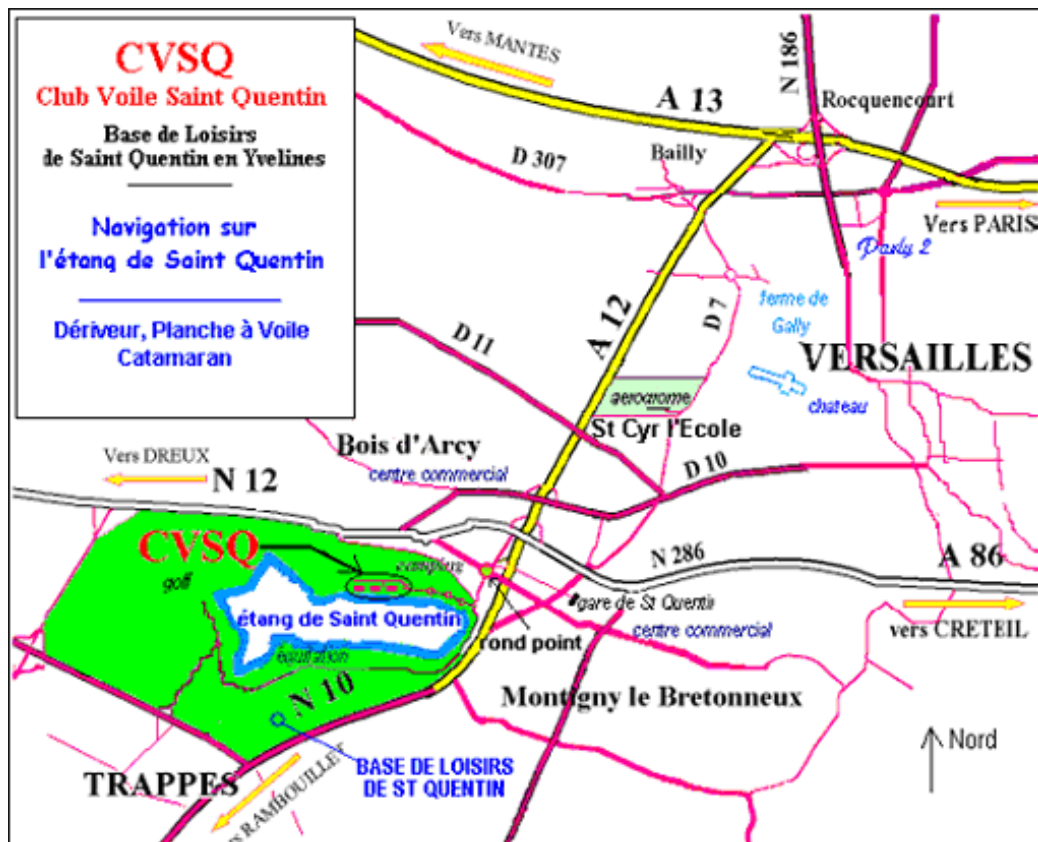 CVSQ
Club Voile Saint Quentin
Base de Loisirs
de Saint Quentin en Yvelines
Navigation sur
l'étang de Saint Quentin
Dériveur, Planche à Voile
Catamaran
Vers MANTES
A 13
N 186
Rocquencourt
Bailly
D 307
Vers PARIS
Parly 2
A 12
D 7
ferme de
Gally
D 11
VERSAILLES
aerodrome
chateau
St Cyr l'Ecole
Bois d'Arcy
centre commercial
D 10
Vers DREUX
N 12
CVSQ
camping
N 286
A 86
golf
gare de St Quentin
étang de Saint Quentin
centre commercial
vers CRETEIL
rond point
équitation
N 10
Montigny le Bretonneux
Nord
BASE DE LOISIRS
DE ST QUENTIN
TRAPPES
RAMBOUILLET